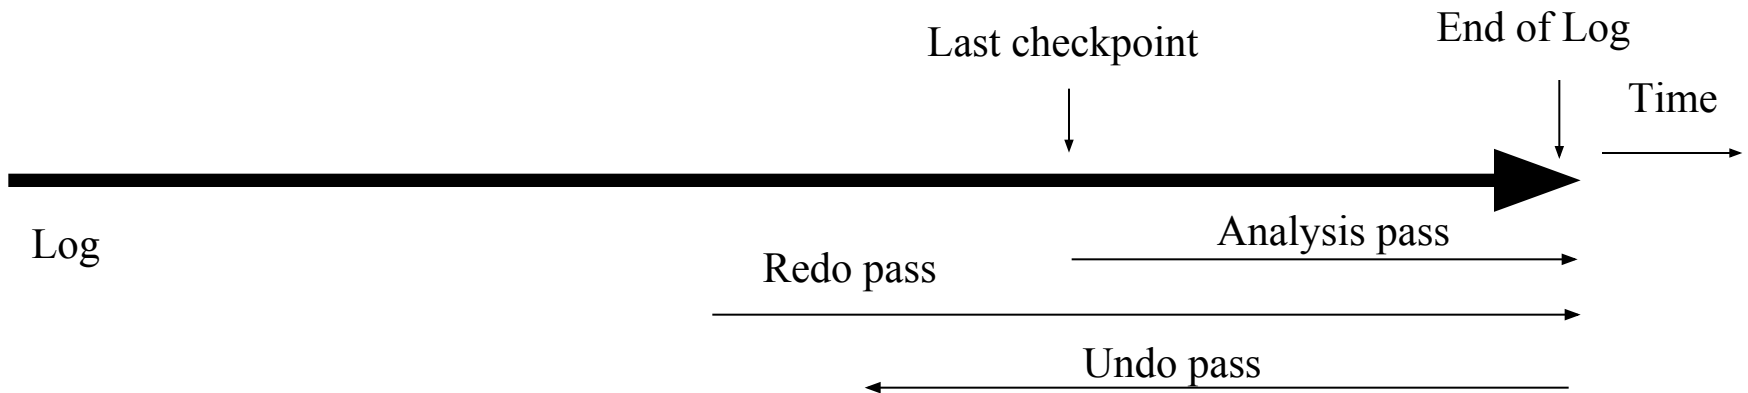 Last checkpoint
End of Log
Time
Log
Analysis pass
Redo pass
Undo pass